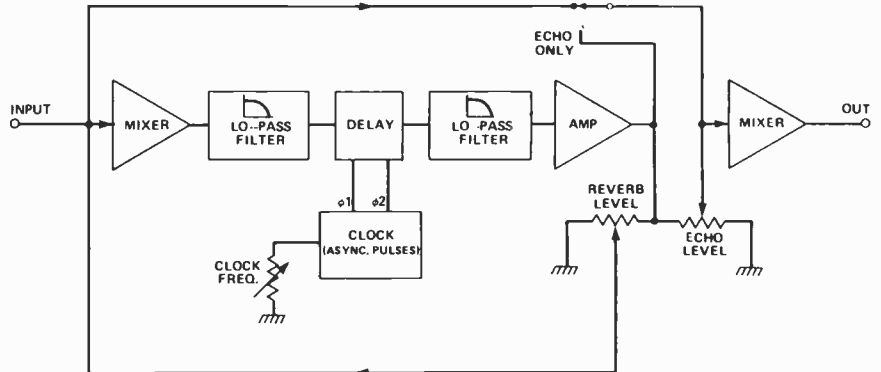 ECHO
ONLY
INPUT
MIXER
LO-PASS
FILTER
DELAY
LO-PASS
FILTER
AMP
MIXER
OUT
φ1
φ2
REVERB
LEVEL
CLOCK
(ASYNC, PULSES)
ECHO
LEVEL
CLOCK
FREQ.